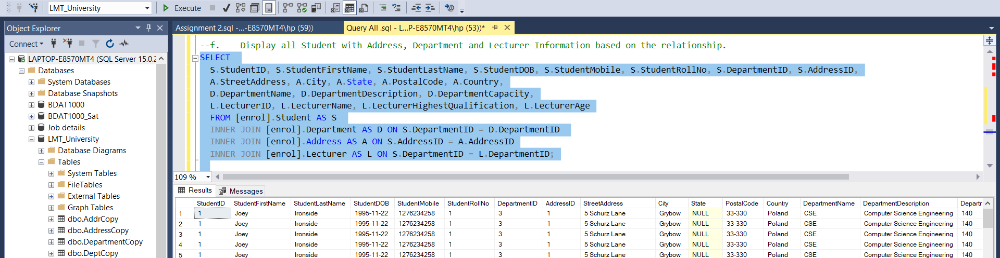 LMT_University Execute
Object Explorer
Connect
LAPTOP-E8570MT4 (SQL Server 15.0.2
Databases
System Databases
Database Snapshots
BDAT1000
BDAT1000_Sat
Job details
LMT_University
Database Diagrams
Tables
System Tables
FileTables
External Tables
Graph Tables
dbo.AddrCopy
dbo.AddressCopy
dbo.DepartmentCopy
dbo.DeptCopy
Assignment 2.sql -...-E8570MT4\hp (59)) Query All .sql - L...P-E8570MT4\hp (53))*
--f. Display all Student with Address, Department and Lecturer Information based on the relationship.
SELECT
S.StudentID, S.StudentFirstName, S.StudentLastName, S.StudentDOB, S.StudentMobile, S.StudentRollNo, S.DepartmentID, S.AddressID,
A.StreetAddress, A.City, A.State, A.PostalCode, A.Country,
D.DepartmentName, D.DepartmentDescription, D.DepartmentCapacity,
L.LecturerID, L.LecturerName, L.LecturerHighestQualification, L.LecturerAge
FROM [enrol].Student AS S
INNER JOIN [enrol].Department AS D ON S.DepartmentID = D.DepartmentID
INNER JOIN [enrol].Address AS A ON S.AddressID = A.AddressID
INNER JOIN [enrol].Lecturer AS L ON S.DepartmentID = L.DepartmentID;
109 %
Results Messages
StudentID StudentFirstName StudentLastName StudentDOB StudentMobile StudentRollNo DepartmentID AddressID StreetAddress City State PostalCode Country DepartmentName DepartmentDescription Departn
1 1 Joey Ironside 1995-11-22 1276234258 1 3 1 5 Schurz Lane Grybow NULL 33-330 Poland CSE Computer Science Engineering 140
2 1 Joey Ironside 1995-11-22 1276234258 1 3 1 5 Schurz Lane Grybow NULL 33-330 Poland CSE Computer Science Engineering 140
3 1 Joey Ironside 1995-11-22 1276234258 1 3 1 5 Schurz Lane Grybow NULL 33-330 Poland CSE Computer Science Engineering 140
4 1 Joey Ironside 1995-11-22 1276234258 1 3 1 5 Schurz Lane Grybow NULL 33-330 Poland CSE Computer Science Engineering 140
5 1 Joey Ironside 1995-11-22 1276234258 1 3 1 5 Schurz Lane Grybow NULL 33-330 Poland CSE Computer Science Engineering 140